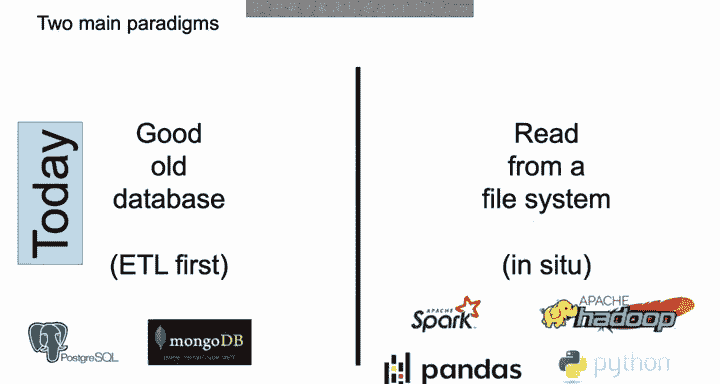 Two main paradigms
Today
Good
old
database
(ETL first)
PostgreSQL
mongoDB
Read
from a
file system
(in situ)
APACHE
Spark
APACHE
hadoop
pandas
python